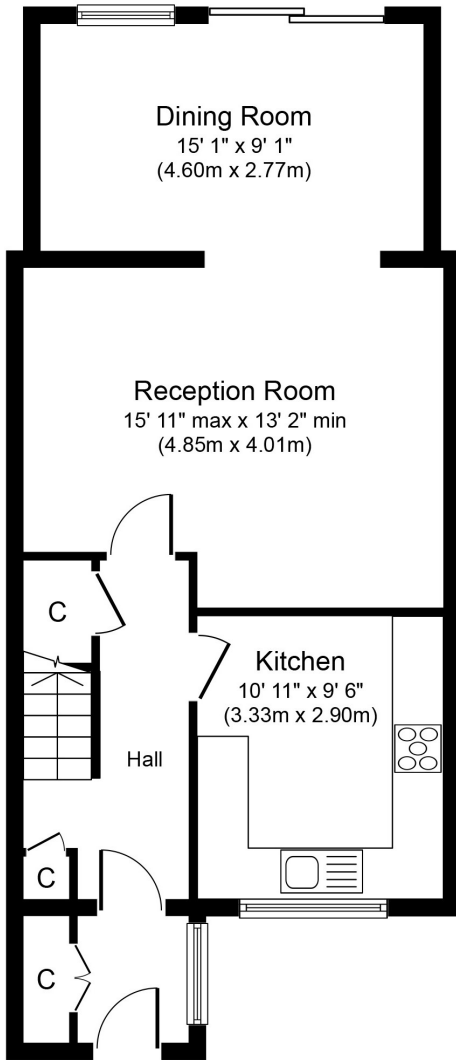 Dining Room
15' 1" x 9' 1"
(4.60m x 2.77m)
Reception Room
15' 11" max x 13' 2" min
(4.85m x 4.01m)
C
Kitchen
10' 11" x 9' 6"
(3.33m x 2.90m)
Hall
C
C